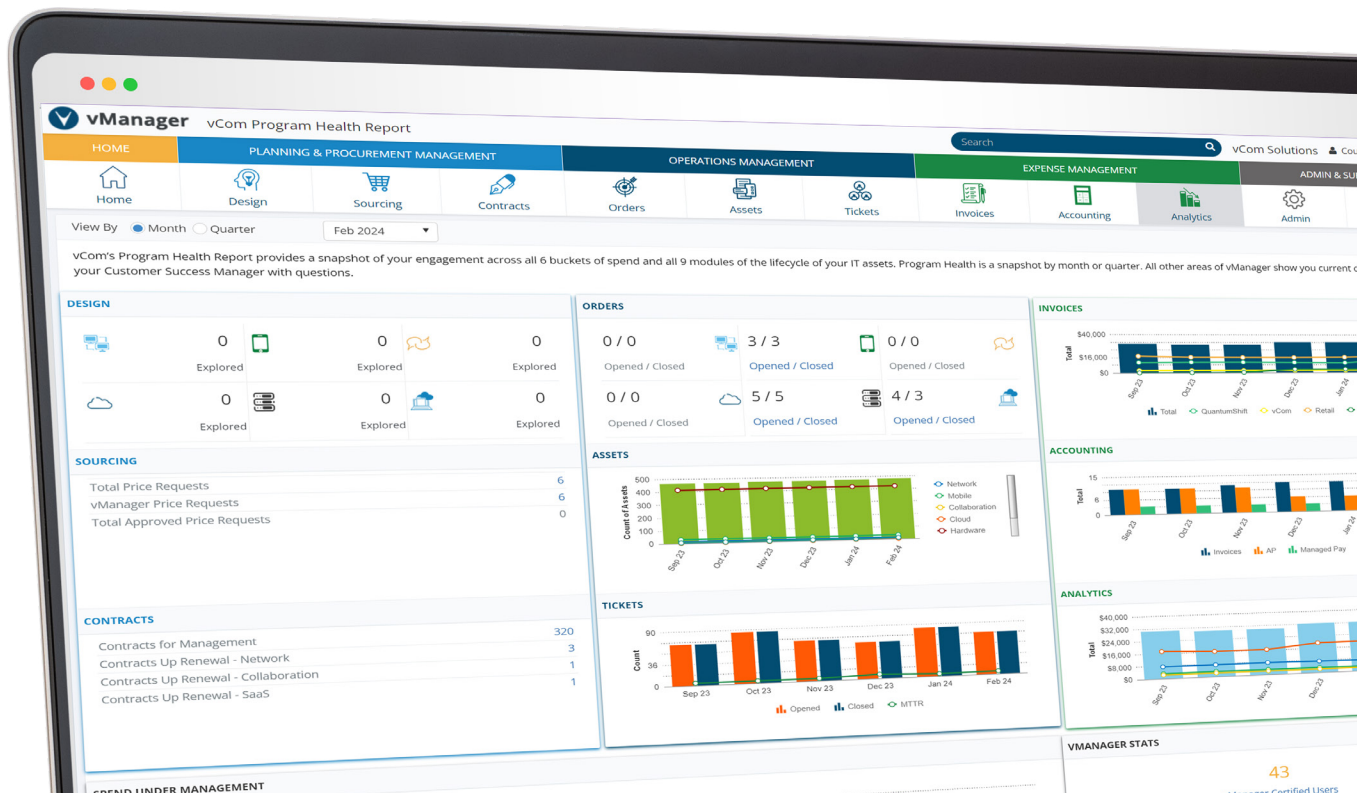 vManager vCom Program Health Report
Search
vCom Solutions
HOME
PLANNING & PROCUREMENT MANAGEMENT
OPERATIONS MANAGEMENT
EXPENSE MANAGEMENT
ADMIN &
Home
Design
Sourcing
Contracts
Orders
Assets
Tickets
Invoices
Accounting
Analytics
Admin
View By Month Quarter Feb 2024
vCom's Program Health Report provides a snapshot of your engagement across all 6 buckets of spend and all 9 modules of the lifecycle of your IT assets. Program Health is a snapshot by month or quarter. All other areas of vManager show you current
your Customer Success Manager with questions.
DESIGN
0 0 0
Explored Explored Explored
0 0 0
Explored Explored Explored
SOURCING
Total Price Requests 6
vManager Price Requests 6
Total Approved Price Requests 0
CONTRACTS
Contracts for Management 320
Contracts Up Renewal - Network 3
Contracts Up Renewal - Collaboration 1
Contracts Up Renewal - SaaS 1
ORDERS
0 / 0 3 / 3 0 / 0
Opened / Closed Opened / Closed Opened / Closed
0 / 0 5 / 5 4 / 3
Opened / Closed Opened / Closed Opened / Closed
ASSETS
Count of Assets
500
400
300
200
100
0
Sep 23 Oct 23 Nov 23 Dec 23 Jan 24 Feb 24
Network
Mobile
Collaboration
Cloud
Hardware
TICKETS
Count
90
36
0
Sep 23 Oct 23 Nov 23 Dec 23 Jan 24 Feb 24
Opened Closed MTTR
INVOICES
Total
$40,000
$16,000
$0
Sep 23 Oct 23 Nov 23 Dec 23 Jan 24
Total QuantumShift vCom Retail
ACCOUNTING
Total
15
6
0
Sep 23 Oct 23 Nov 23 Dec 23 Jan 24
Invoices AP Managed Pay
ANALYTICS
Total
$40,000
$32,000
$24,000
$16,000
$8,000
$0
Sep 23 Oct 23 Nov 23 Dec 23
VMANAGER STATS
43
Certified Users
SPEND UNDER MANAGEMENT